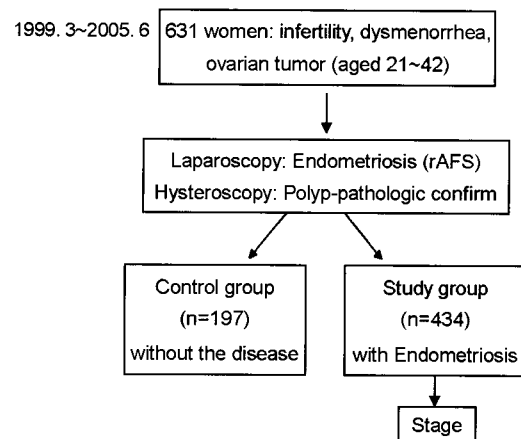 1999. 3~2005. 6
631 women: infertility, dysmenorrhea,
ovarian tumor (aged 21~42)
Laparoscopy: Endometriosis (rAFS)
Hysteroscopy: Polyp-pathologic confirm
Control group
(n=197)
without the disease
Study group
(n=434)
with Endometriosis
Stage